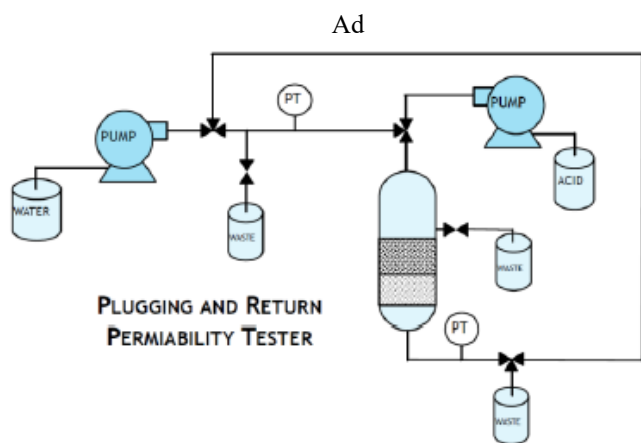 Ad
PT
PUMP
PUMP
WATER
WASTE
ACID
WASTE
PLUGGING AND RETURN
PERMIABILITY TESTER
PT
WASTE